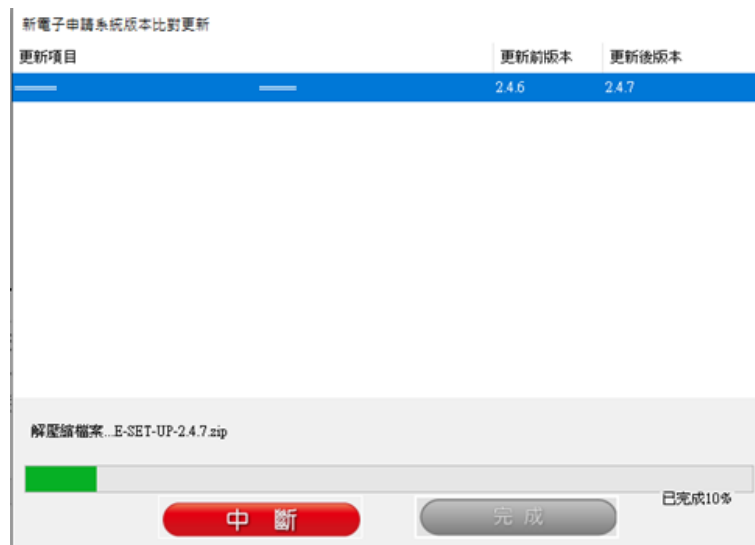 新電子申請系統版本比對更新
更新項目 更新前版本 更新後版本
2.4.6 2.4.7
解壓縮檔案...E-SET-UP-2.4.7.zip
已完成10%
中 斷 完 成